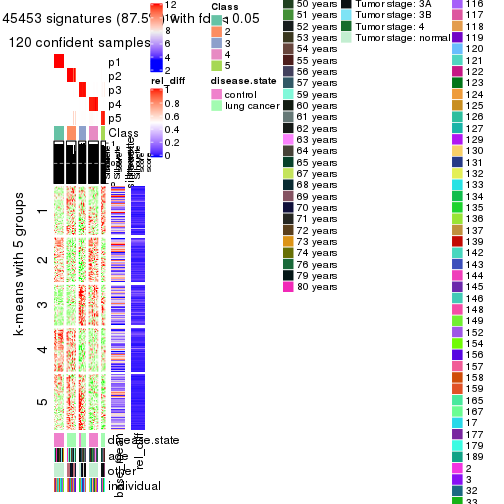 45453 signatures (87.5%) with fdr < 0.05
120 confident samples
p1
p2
p3
p4
p5
Class
silhouette score
k-means with 5 groups
1
2
3
4
5
disease.state
age
other
individual
base_mean
rel_diff
12
2
rel_diff
1
0.8
0.6
0.4
0.2
0
Class
1
2
3
4
5
disease.state
control
lung cancer
50 years
51 years
52 years
53 years
54 years
55 years
56 years
57 years
59 years
60 years
61 years
62 years
63 years
64 years
65 years
67 years
68 years
69 years
70 years
71 years
72 years
73 years
74 years
76 years
79 years
80 years
Tumor stage: 3A
Tumor stage: 3B
Tumor stage: 4
Tumor stage: normal
116
117
118
120
121
122
123
124
125
126
127
129
130
131
132
133
134
135
136
137
139
142
143
144
145
146
148
149
152
154
156
157
158
159
165
167
17
177
179
189
2
3
32
33